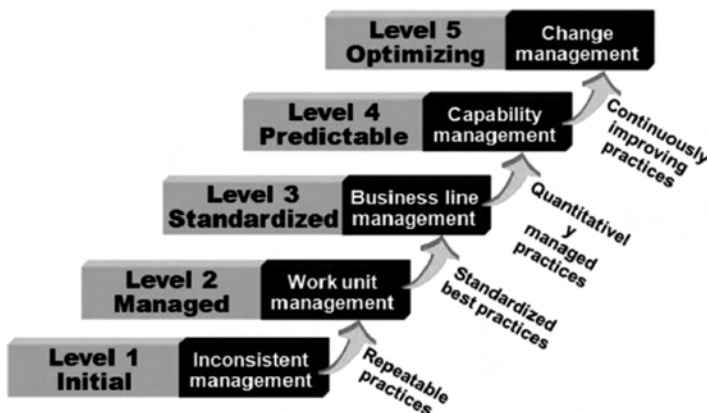 Level 5
Optimizing
Change
management
Continuously
improving
practices
Level 4
Predictable
Capability
management
Quantitativel
y
managed
practices
Level 3
Standardized
Business line
management
Standardized
best practices
Level 2
Managed
Work unit
management
Repeatable
practices
Level 1
Initial
Inconsistent
management